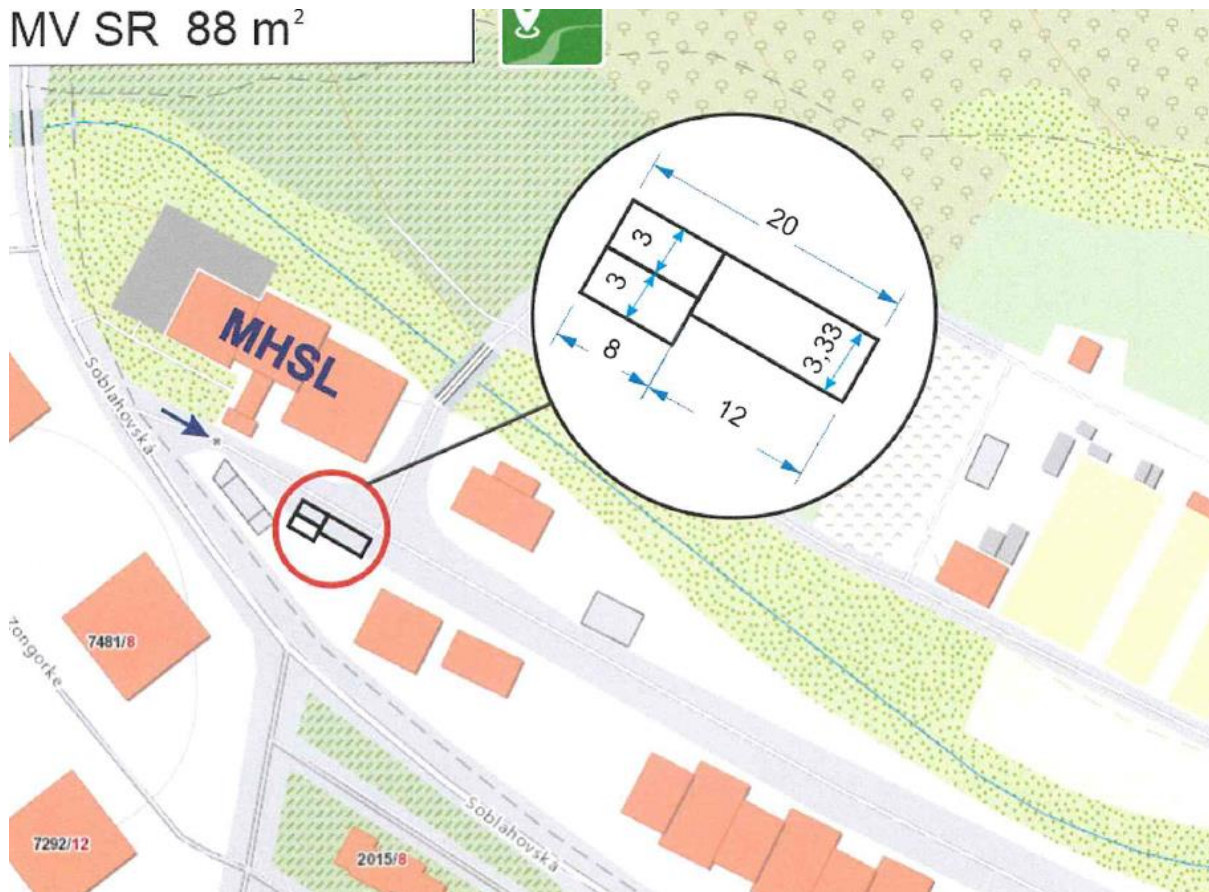 MV SR 88 m²
20
3
3
3,33
8
12
MHSL
Soblahovská
7481/8
zongorke
Soblahovská
7292/12
2015/8